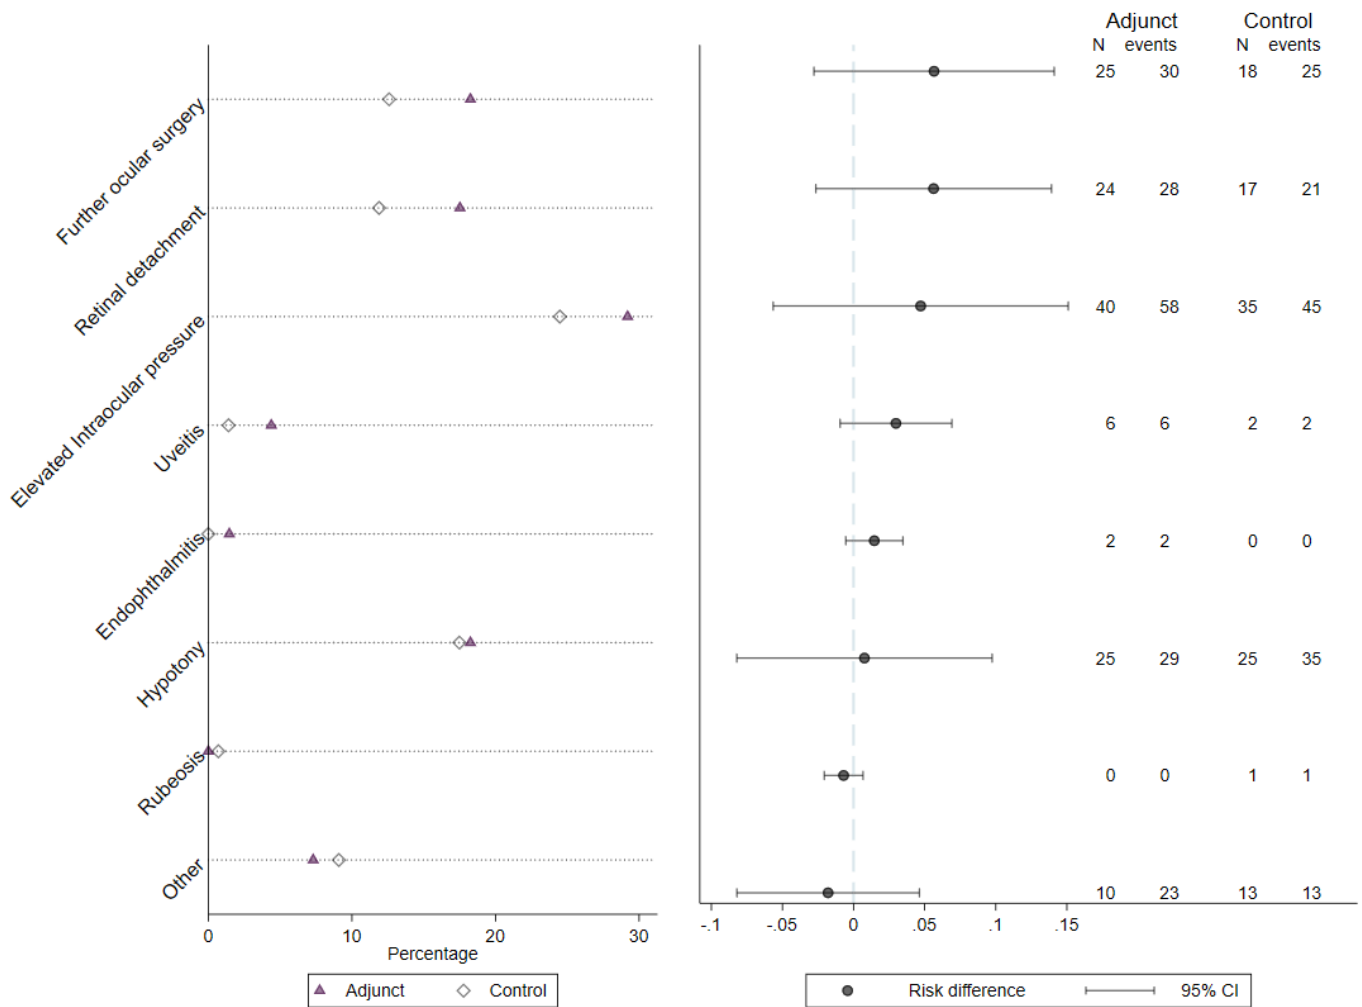 Adjunct Control
N events N events
Further ocular surgery 25 30 18 25
Retinal detachment 24 28 17 21
Elevated Intraocular pressure 40 58 35 45
Uveitis 6 6 2 2
Endophthalmitis 2 2 0 0
Hypotony 25 29 25 35
Rubeosis 0 0 1 1
Other 10 23 13 13
0 10 20 30
Percentage
-.1 -.05 0 .05 .1 .15
Adjunct Control
Risk difference 95% CI